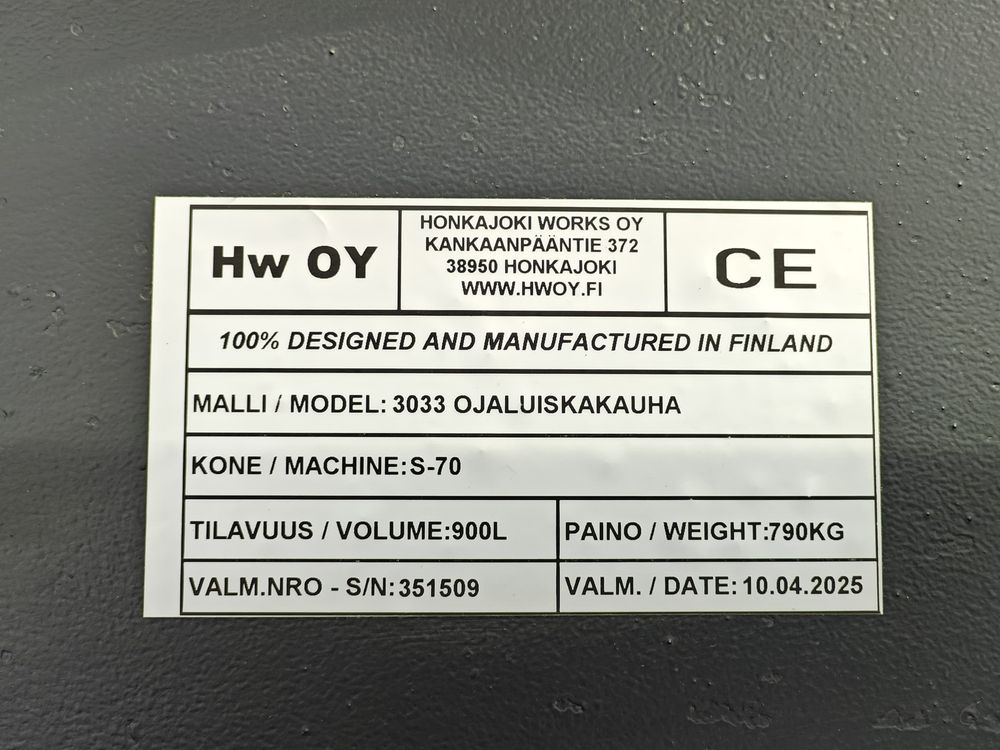 Hw OY
HONKAJOKI WORKS OY
KANKAANPÄÄNTIE 372
38950 HONKAJOKI
WWW.HWOY.FI
CE
100% DESIGNED AND MANUFACTURED IN FINLAND
MALLI / MODEL: 3033 OJALUISKAKAUHA
KONE / MACHINE: S-70
TILAVUUS / VOLUME:900L
PAINO / WEIGHT:790KG
VALM.NRO - S/N: 351509
VALM. / DATE: 10.04.2025